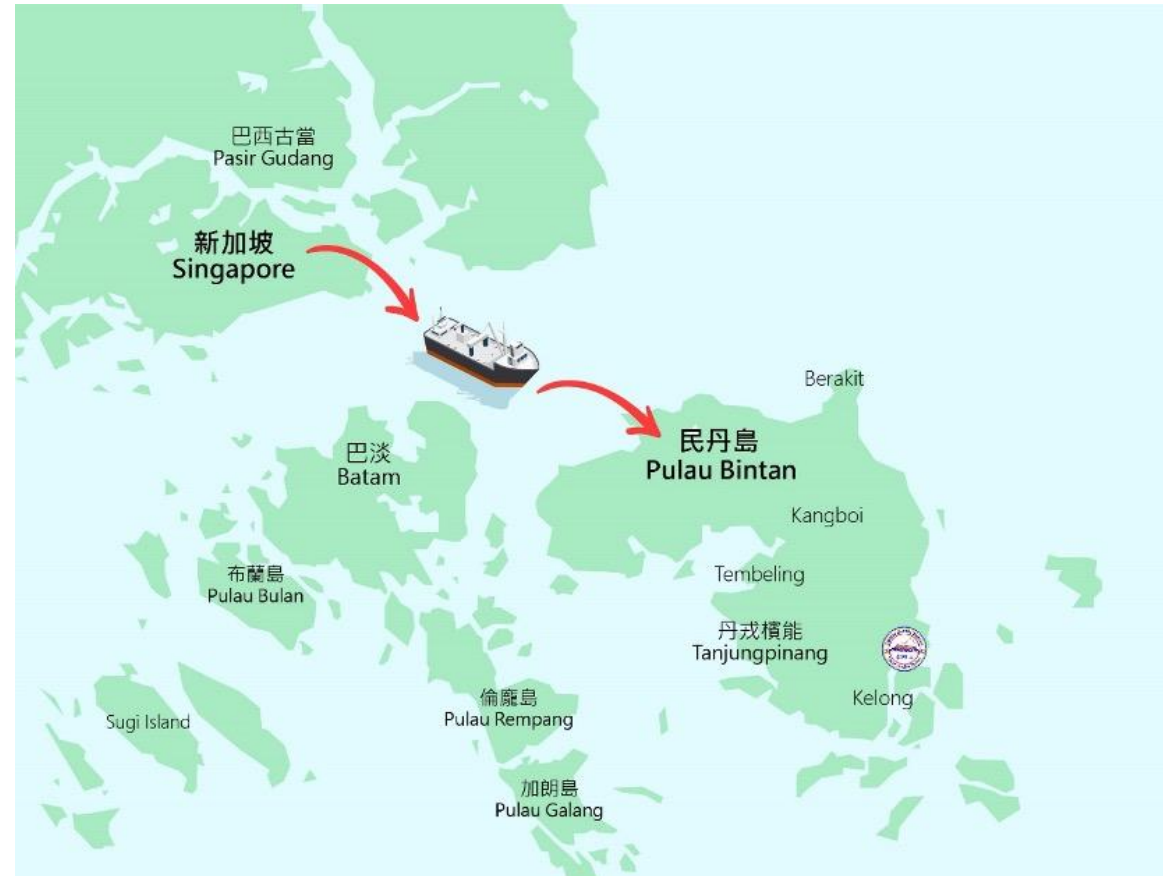 巴西古當
Pasir Gudang
新加坡
Singapore
Berakit
民丹島
Pulau Bintan
巴淡
Batam
Kangboi
布蘭島
Pulau Bulan
Tembeling
丹戎檳能
Tanjungpinang
Kelong
倫龐島
Pulau Rempang
Sugi Island
加朗島
Pulau Galang